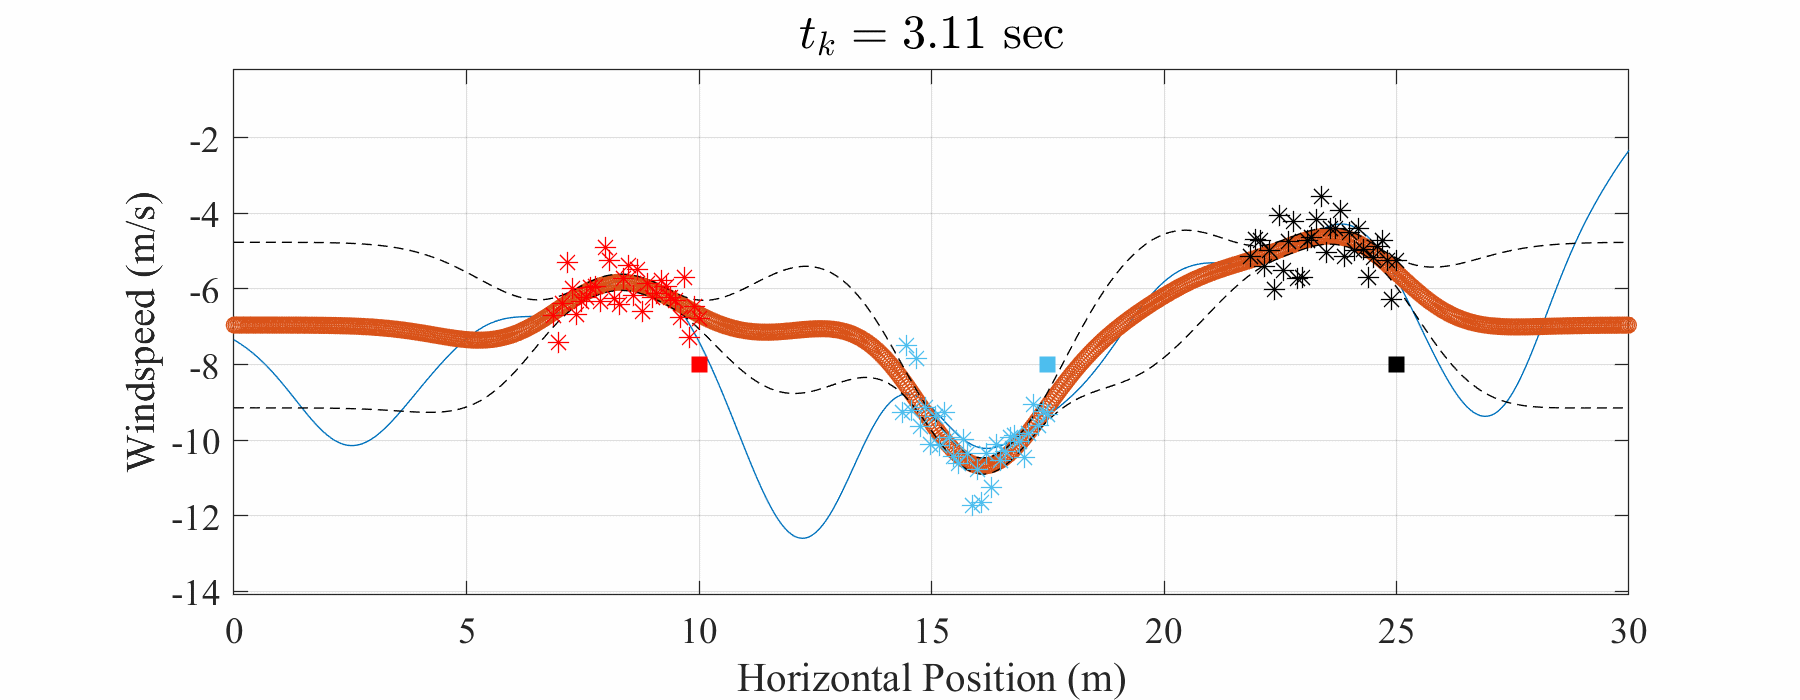 t_k = 3.11 sec
-2
-4
-6
-8
-10
-12
-14
Windspeed (m/s)
0 5 10 15 20 25 30
Horizontal Position (m)